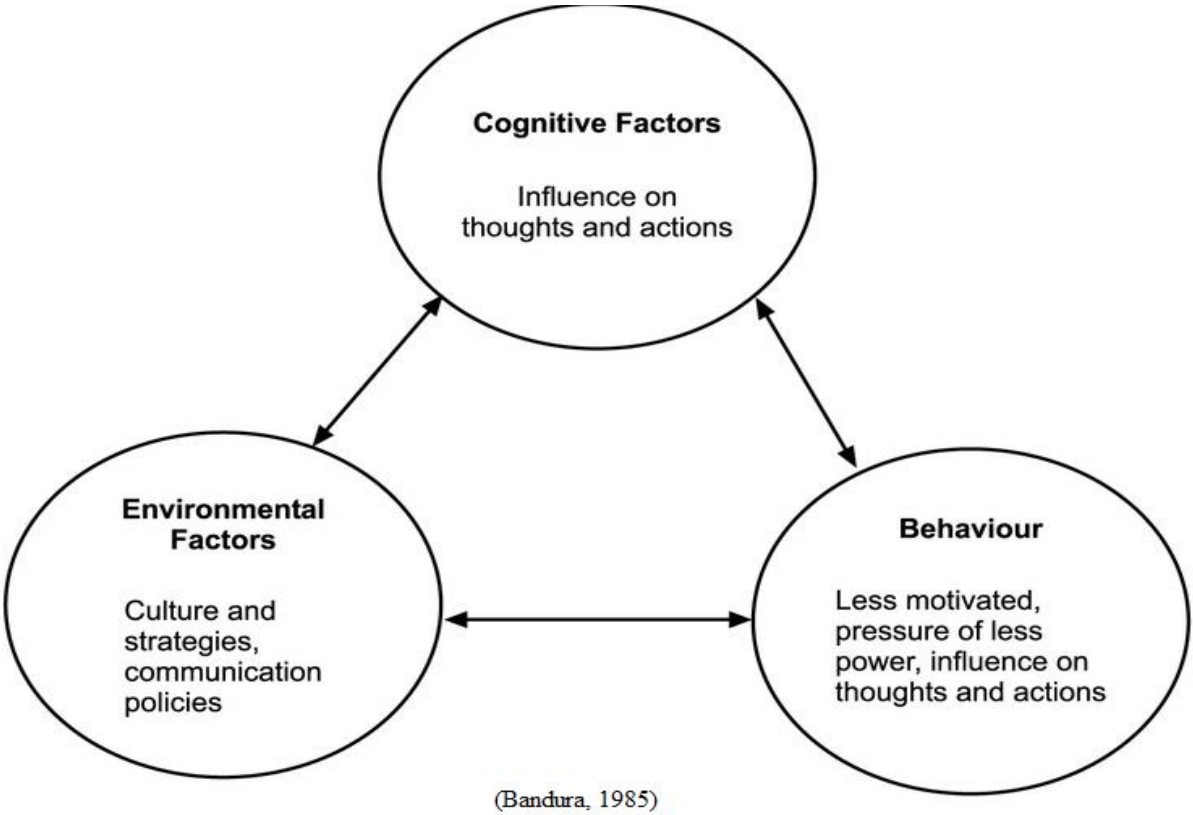 Cognitive Factors
Influence on
thoughts and actions
Environmental
Factors
Culture and
strategies,
communication
policies
Behaviour
Less motivated,
pressure of less
power, influence on
thoughts and actions
(Bandura, 1985)